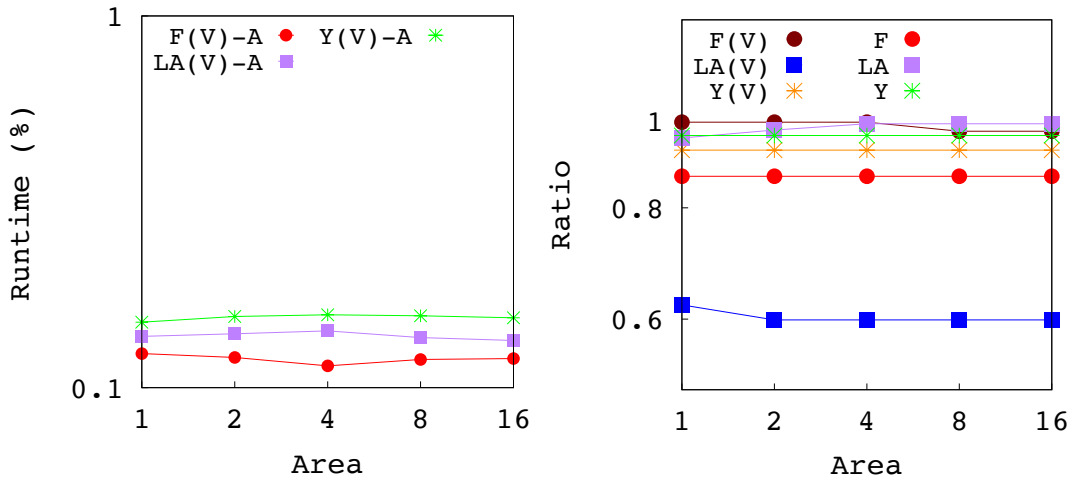 1
F(V)-A Y(V)-A
LA(V)-A
Runtime (%)
0.1
1 2 4 8 16
Area
F(V) F
LA(V) LA
Y(V) Y
1
Ratio
0.8
0.6
1 2 4 8 16
Area